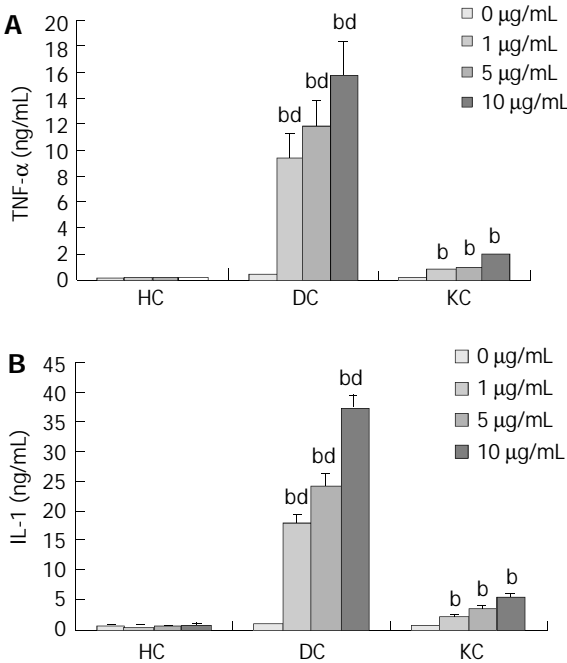 A
TNF-α (ng/mL)
20
18
16
14
12
10
8
6
4
2
0
bd
bd
bd
b
b
b
HC
DC
KC
0 μg/mL
1 μg/mL
5 μg/mL
10 μg/mL
B
IL-1 (ng/mL)
45
40
35
30
25
20
15
10
5
0
bd
bd
bd
b
b
b
HC
DC
KC
0 μg/mL
1 μg/mL
5 μg/mL
10 μg/mL